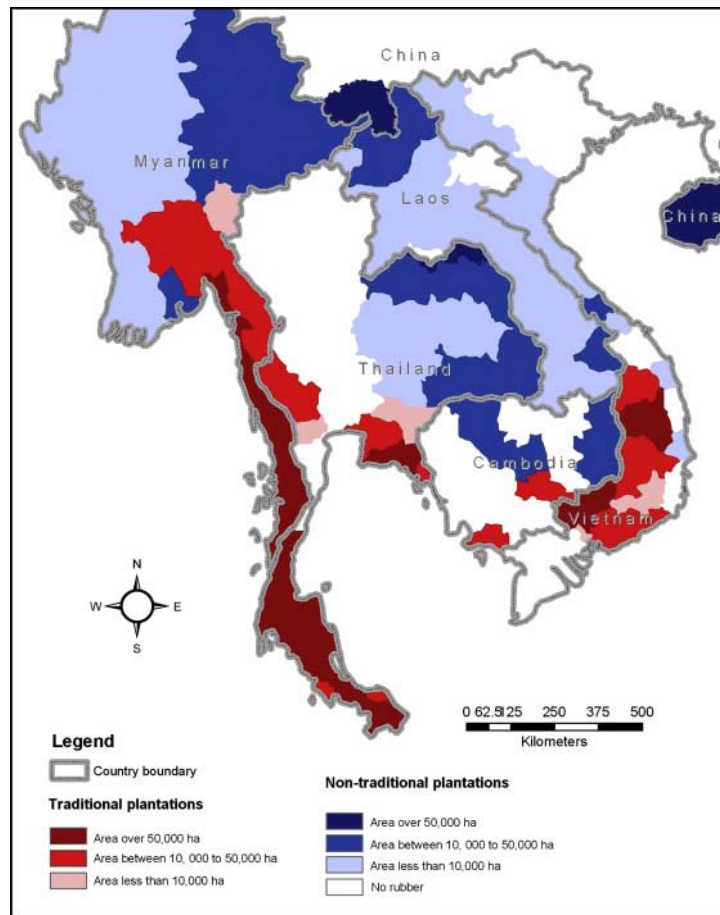 China
Myanmar
Laos
China
Thailand
Cambodia
Vietnam
N
W E
S
0 62.5125 250 375 500
Kilometers
Legend
Country boundary
Traditional plantations
Area over 50,000 ha
Area between 10, 000 to 50,000 ha
Area less than 10,000 ha
Non-traditional plantations
Area over 50,000 ha
Area between 10, 000 to 50,000 ha
Area less than 10,000 ha
No rubber